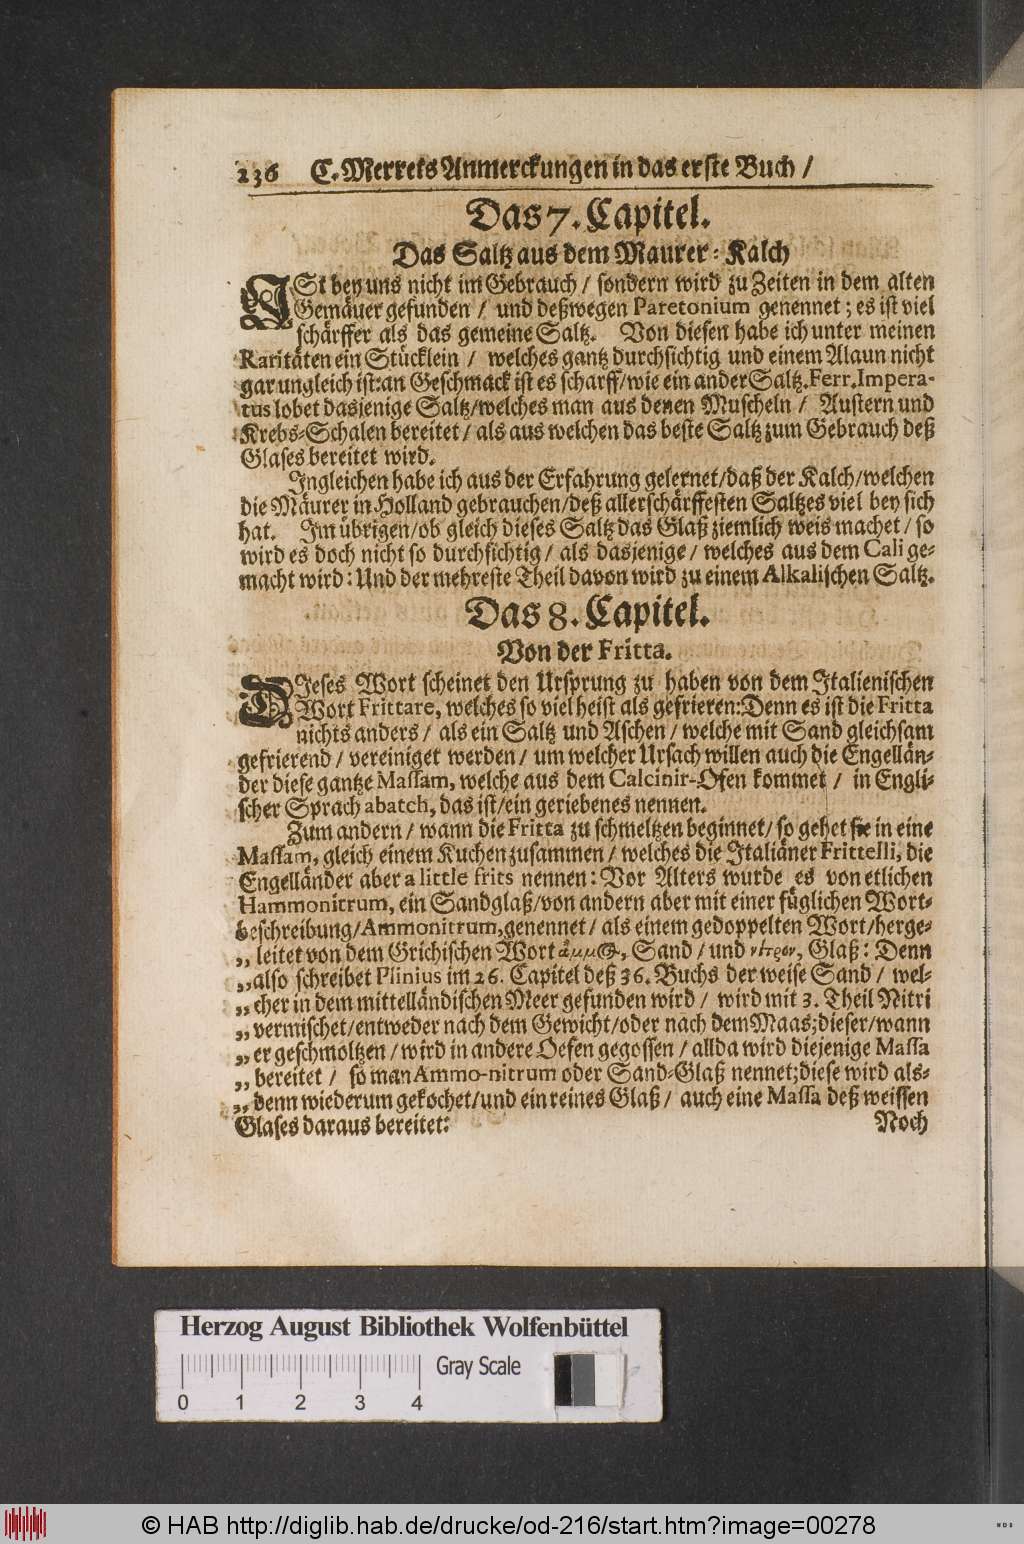 236 C. Merrets Anmerckungen in das erste Buch /
Das 7. Capitel.
Das Saltz aus dem Maurer-Kalch
ISt bey uns nicht im Gebrauch / sondern wird zu Zeiten in dem alten
Gemäuer gefunden / und deßwegen Paretonium genennet; es ist viel
schärffer als das gemeine Saltz. Von diesen habe ich unter meinen
Raritäten ein Stücklein / welches gantz durchsichtig und einem Alaun nicht
gar ungleich ist: an Geschmack ist es scharff / wie ein ander Saltz. Ferr. Impera-
tus lobet dasjenige Saltz / welches man aus denen Muscheln / Austern und
Krebs-Schalen bereitet / als aus welchen das beste Saltz zum Gebrauch deß
Glases bereitet wird.
Ingleichen habe ich aus der Erfahrung gelernet / daß der Kalch / welchen
die Mäurer in Holland gebrauchen / deß allerschärffesten Saltzes viel bey sich
hat. Im übrigen / ob gleich dieses Saltz das Glaß ziemlich weis machet / so
wird es doch nicht so durchsichtig / als dasjenige / welches aus dem Cali ge-
macht wird: Und der mehreste Theil davon wird zu einem Alkalischen Saltz.
Das 8. Capitel.
Von der Fritta.
DIeses Wort scheinet den Ursprung zu haben von dem Italienischen
Wort Frittare, welches so viel heist als gefrieren: Denn es ist die Fritta
nichts anders / als ein Saltz und Aschen / welche mit Sand gleichsam
gefrierend / vereiniget werden / um welcher Ursach willen auch die Engellän-
der diese gantze Massam, welche aus dem Calcinir-Ofen kommet / in Engli-
scher Sprach abatch, das ist / ein geriebenes nennen.
Zum andern / wann die Fritta zu schmeltzen beginnet / so gehet sie in eine
Massam, gleich einem Kuchen zusammen / welches die Italiäner Frittelli, die
Engelländer aber a little frits nennen: Vor Alters wurde es von etlichen
Hammonitrum, ein Sandglaß / von andern aber mit einer füglichen Wort-
beschreibung / Ammonitrum, genennet / als einem gedoppelten Wort / herge-
„ leitet von dem Grichischen Wort ἄμμος, Sand / und νίτρον, Glaß: Denn
„ also schreibet Plinius im 26. Capitel deß 36. Buchs der weise Sand / wel-
„ cher in dem mittelländischen Meer gefunden wird / wird mit 3. Theil Nitri
„ vermischet / entweder nach dem Gewicht / oder nach dem Maas; dieser / wann
„ er geschmoltzen / wird in andere Oefen gegossen / allda wird diejenige Massa
„ bereitet / so man Ammo-nitrum oder Sand-Glaß nennet; diese wird als-
„ denn wiederum gekochet / und ein reines Glaß / auch eine Massa deß weissen
Glases daraus bereitet: Noch
Herzog August Bibliothek Wolfenbüttel
Gray Scale
0 1 2 3 4
© HAB http://diglib.hab.de/drucke/od-216/start.htm?image=00278